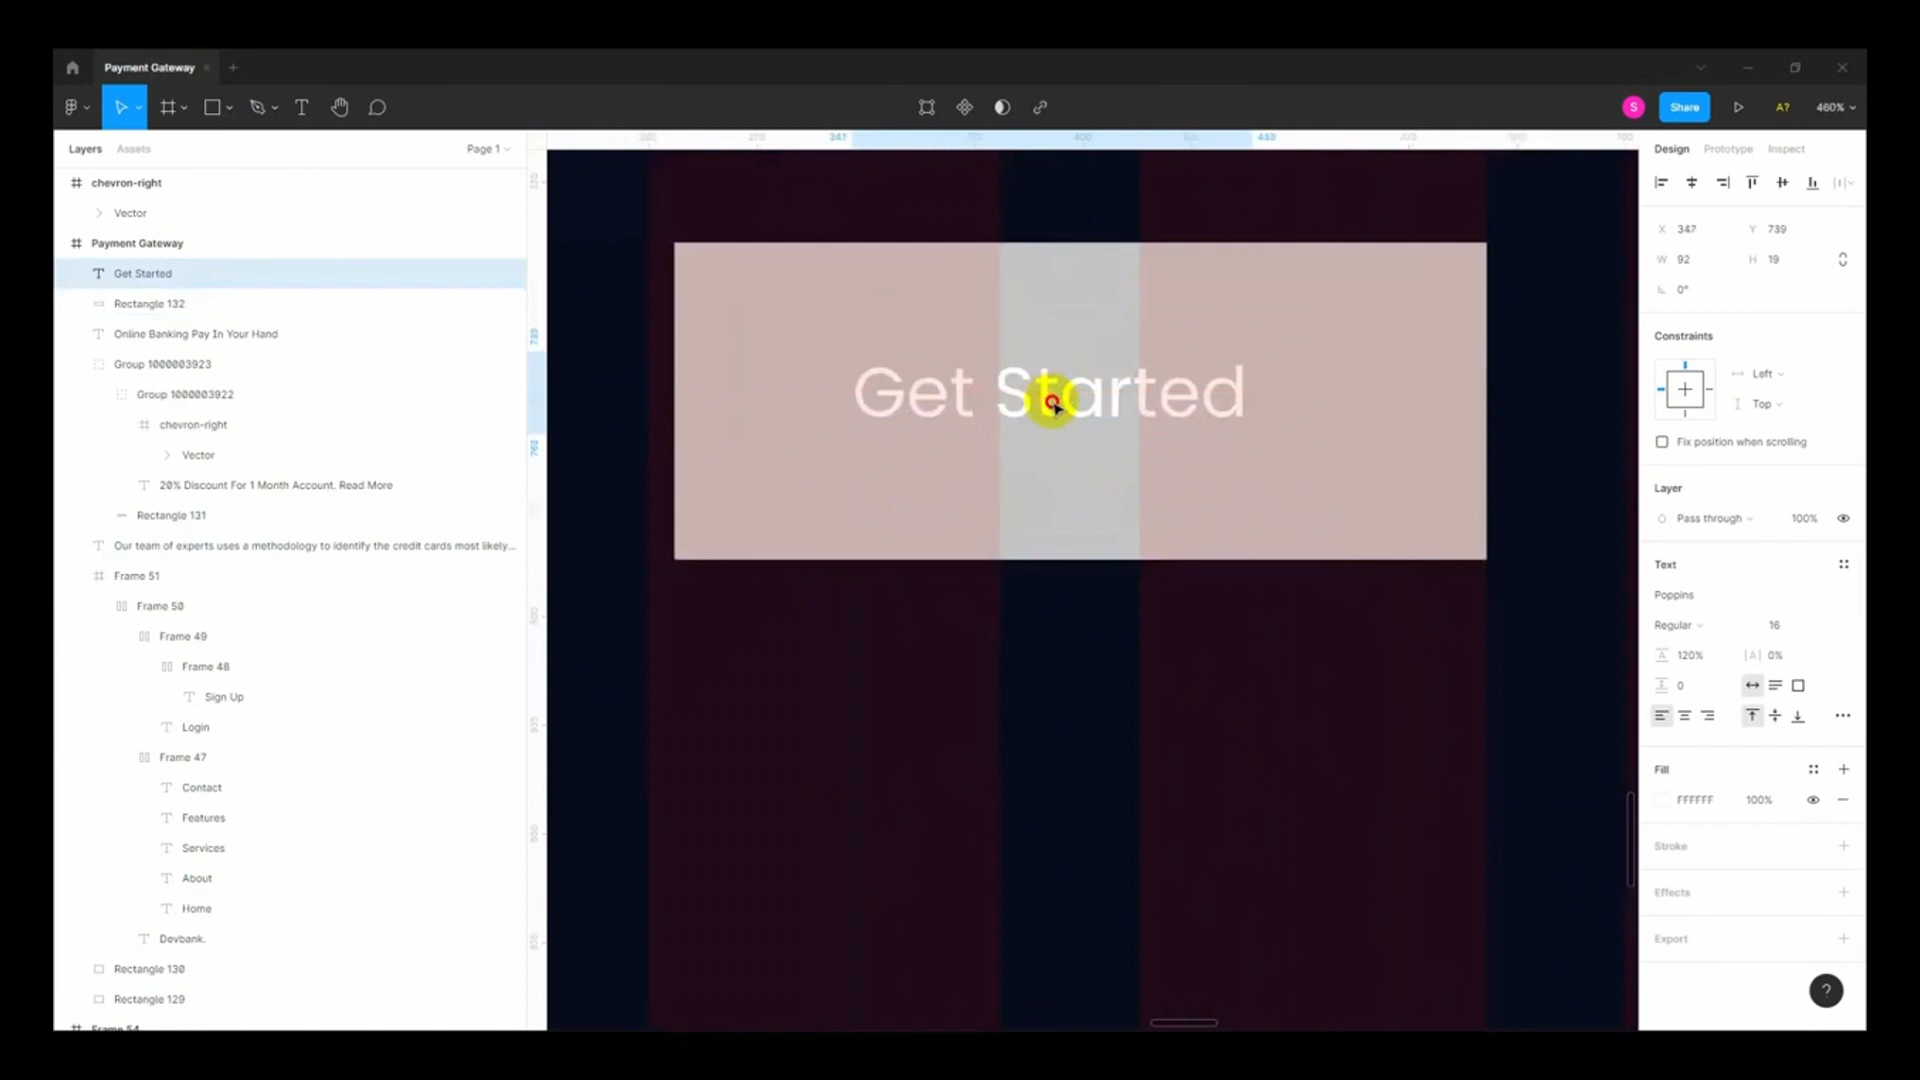 Payment Gateway
S
Share
A?
460%
Layers
Assets
Page 1
chevron-right
Vector
Payment Gateway
Get Started
Rectangle 132
Online Banking Pay In Your Hand
Group 1000003923
Group 1000003922
chevron-right
Vector
20% Discount For 1 Month Account. Read More
Rectangle 131
Our team of experts uses a methodology to identify the credit cards most likely...
Frame 51
Frame 50
Frame 49
Frame 48
Sign Up
Login
Frame 47
Contact
Features
Services
About
Home
Devbank.
Rectangle 130
Rectangle 129
Frame 54
347
400
Get Started
Design
Prototype
Inspect
X 347
Y 739
W 92
H 19
0°
Constraints
Left
Top
Fix position when scrolling
Layer
Pass through
100%
Text
Poppins
Regular
16
A 120%
|A| 0%
0
Fill
FFFFFF
100%
Stroke
Effects
Export
?